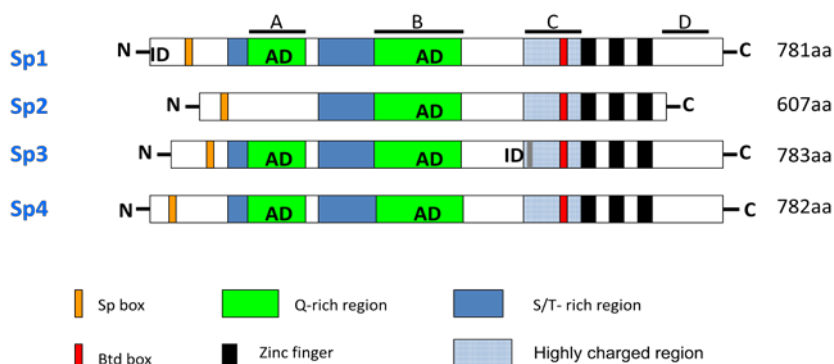 A B C D
Sp1 N ID AD AD C 781aa
Sp2 N AD C 607aa
Sp3 N AD AD ID C 783aa
Sp4 N AD AD C 782aa
Sp box Q-rich region S/T- rich region
Btd box Zinc finger Highly charged region